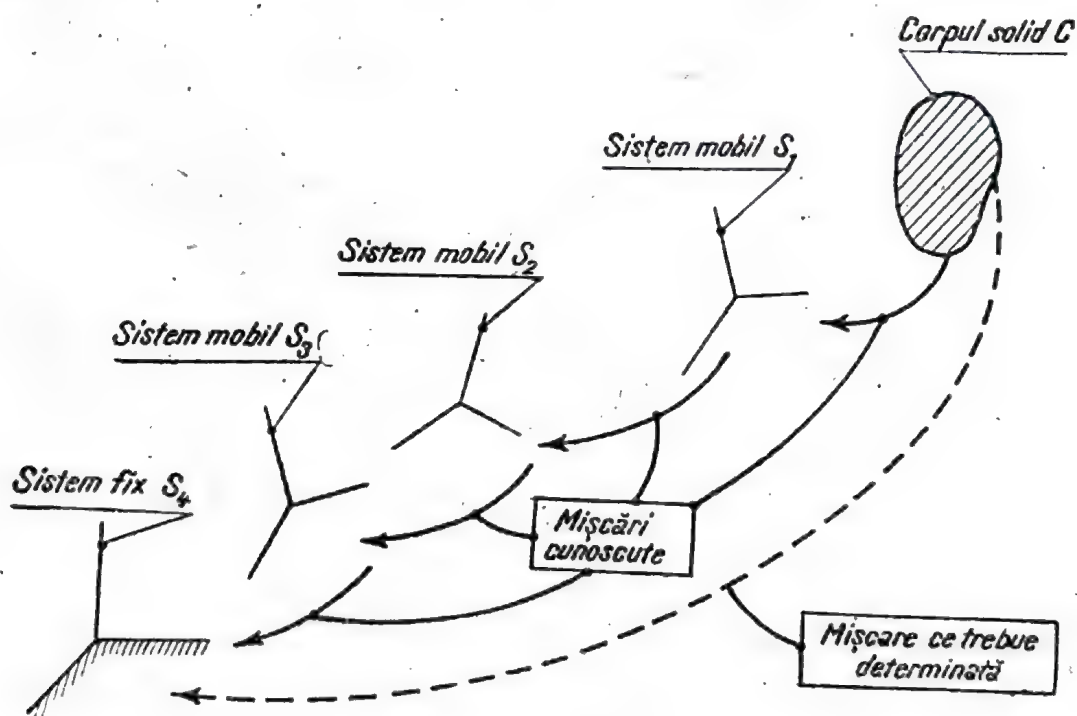 Corpul solid C
Sistem mobil S₁
Sistem mobil S₂
Sistem mobil S₃
Sistem fix S₄
Mişcări
cunoscute
Mişcare ce trebue
determinată